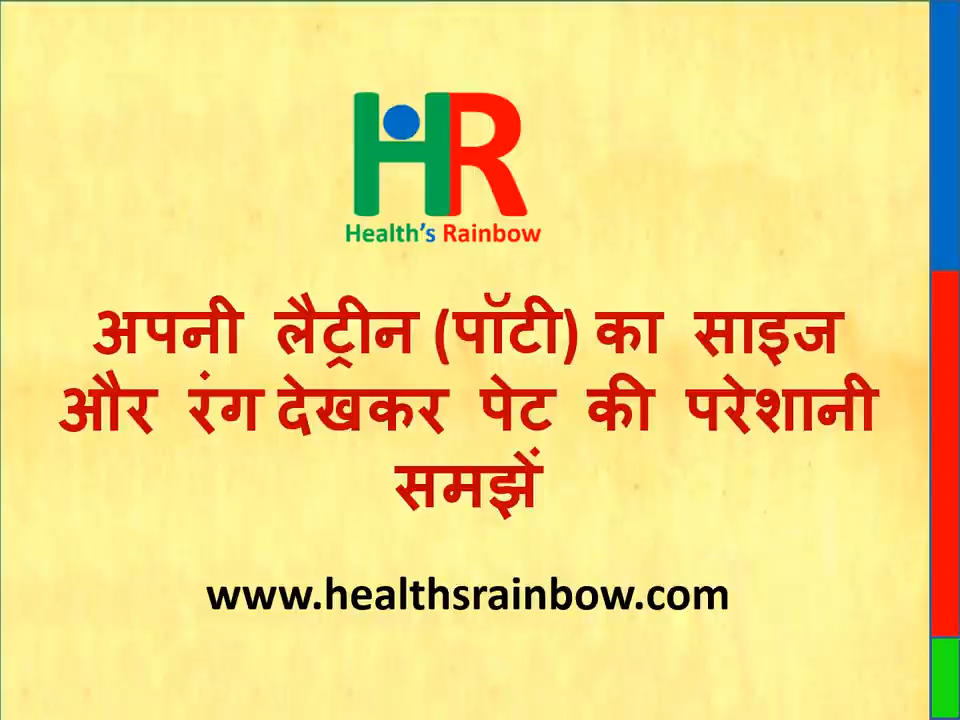 HR
Health's Rainbow
अपनी लैट्रीन (पॉटी) का साइज
और रंग देखकर पेट की परेशानी
समझें
www.healthsrainbow.com